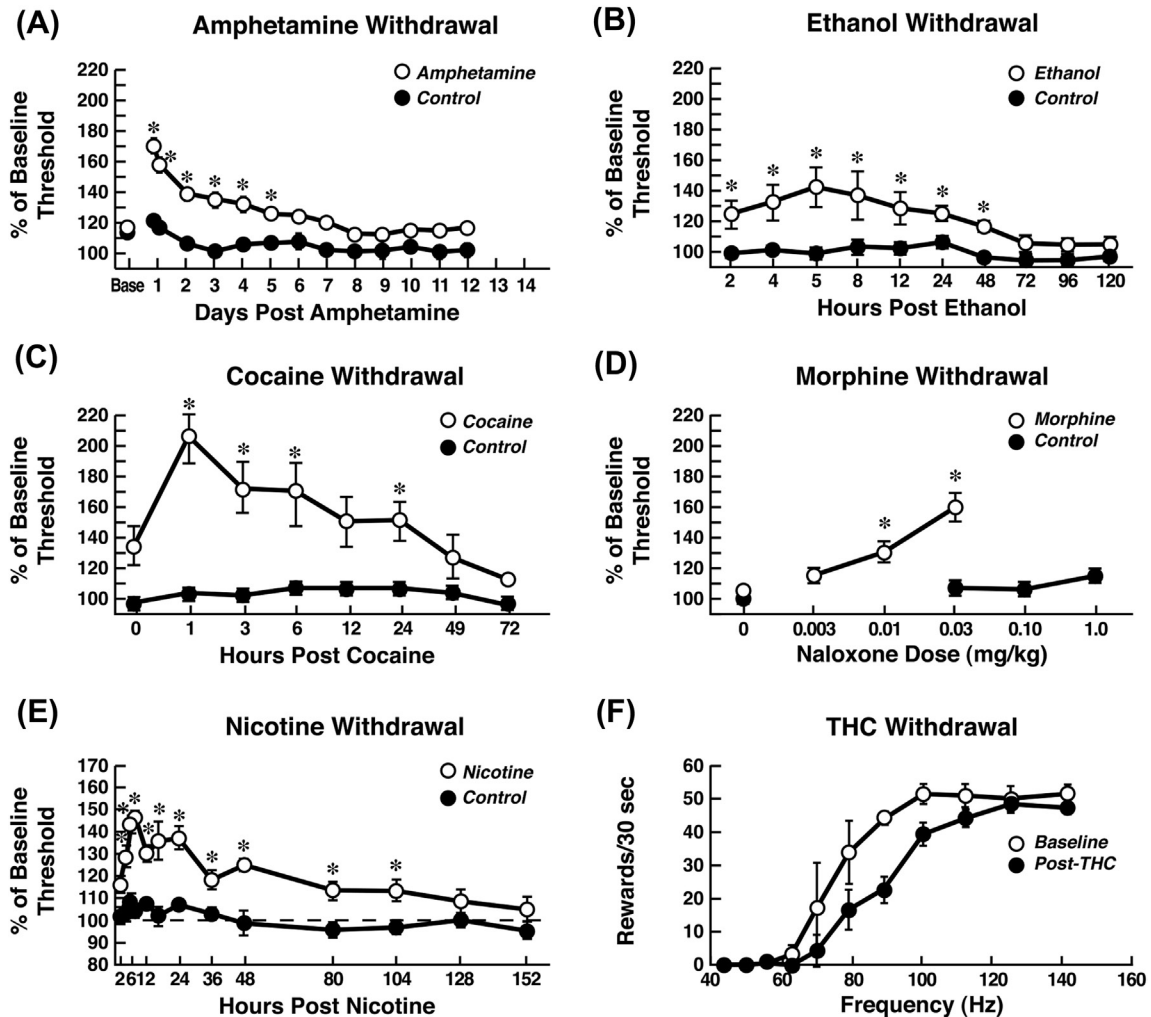 (A)
Amphetamine Withdrawal
% of Baseline
Threshold
220
200
180
160
140
120
100
Amphetamine
Control
* * * * * *
Base 1 2 3 4 5 6 7 8 9 10 11 12 13 14
Days Post Amphetamine
(B)
Ethanol Withdrawal
% of Baseline
Threshold
220
200
180
160
140
120
100
Ethanol
Control
* * * * * * *
2 4 5 8 12 24 48 72 96 120
Hours Post Ethanol
(C)
Cocaine Withdrawal
% of Baseline
Threshold
220
200
180
160
140
120
100
Cocaine
Control
* * * *
0 1 3 6 12 24 49 72
Hours Post Cocaine
(D)
Morphine Withdrawal
% of Baseline
Threshold
220
200
180
160
140
120
100
Morphine
Control
* *
0 0.003 0.01 0.03 0.10 1.0
Naloxone Dose (mg/kg)
(E)
Nicotine Withdrawal
% of Baseline
Threshold
170
160
150
140
130
120
110
100
90
80
Nicotine
Control
* * * * * * * * * *
2 6 12 24 36 48 80 104 128 152
Hours Post Nicotine
(F)
THC Withdrawal
Rewards/30 sec
60
50
40
30
20
10
0
Baseline
Post-THC
40 60 80 100 120 140 160
Frequency (Hz)